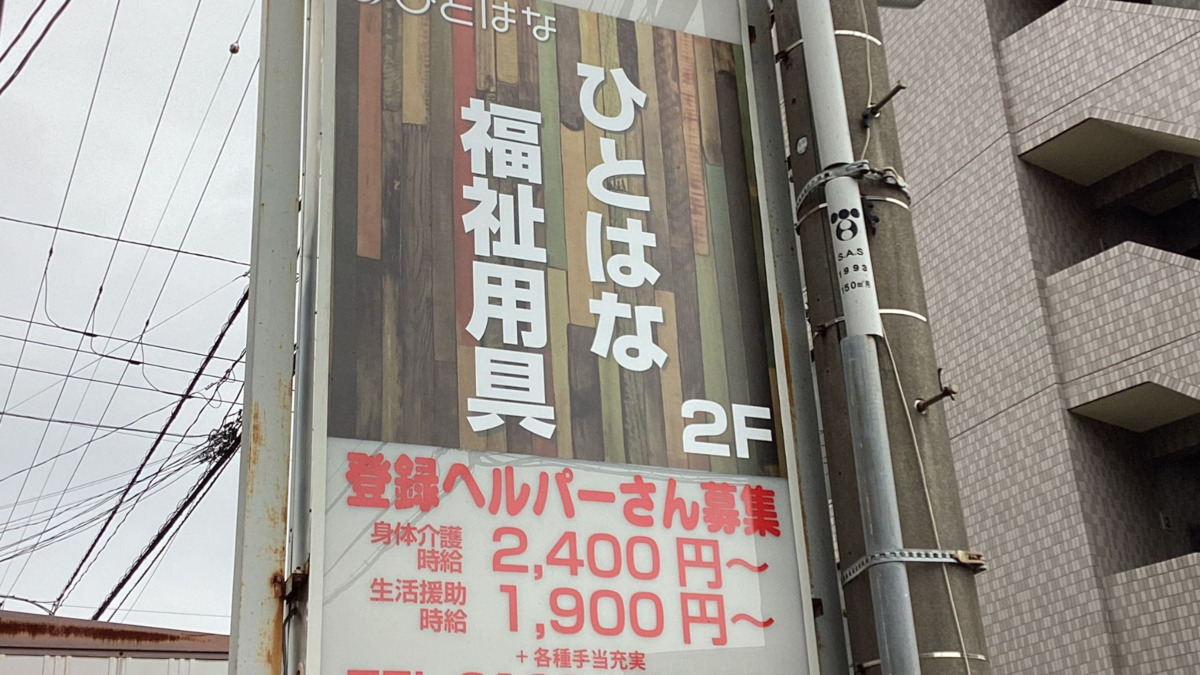 ひとはな
ひとはな
福祉用具
2F
登録ヘルパーさん募集
身体介護
時給
2,400円～
生活援助
時給
1,900円～
+ 各種手当充実
S.A.S
1993